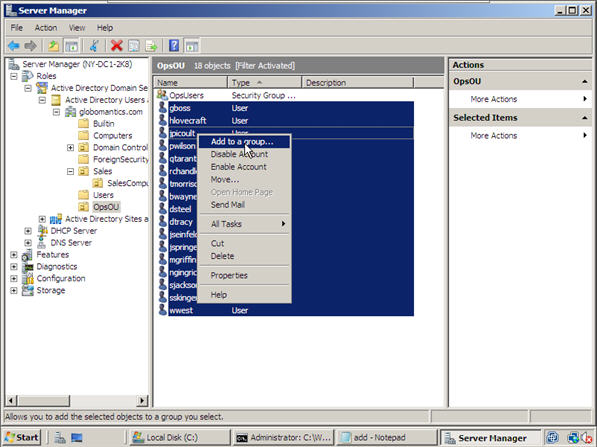 Server Manager
File Action View Help
Server Manager (NY-DC1-2K8)
Roles
Active Directory Domain Se
Active Directory Users a
globomantics.com
Builtin
Computers
Domain Control
ForeignSecurity
Sales
SalesCompu
Users
OpsOU
Active Directory Sites a
DHCP Server
DNS Server
Features
Diagnostics
Configuration
Storage
OpsOU 18 objects [Filter Activated]
Name Type Description
OpsUsers Security Group ...
gboss User
hlovecraft User
jpicoult User
pwilson
qtarant
rchandle
tmorriso
bwayne
dsteel
dtracy
jseinfel
jspringe
mgriffin
ngingric
sjackson
sskinger
wwest User
Add to a group...
Disable Account
Enable Account
Move...
Open Home Page
Send Mail
All Tasks
Cut
Delete
Properties
Help
Actions
OpsOU
More Actions
Selected Items
More Actions
Allows you to add the selected objects to a group you select.
Start
Local Disk (C:)
Administrator: C:\W...
add - Notepad
Server Manager